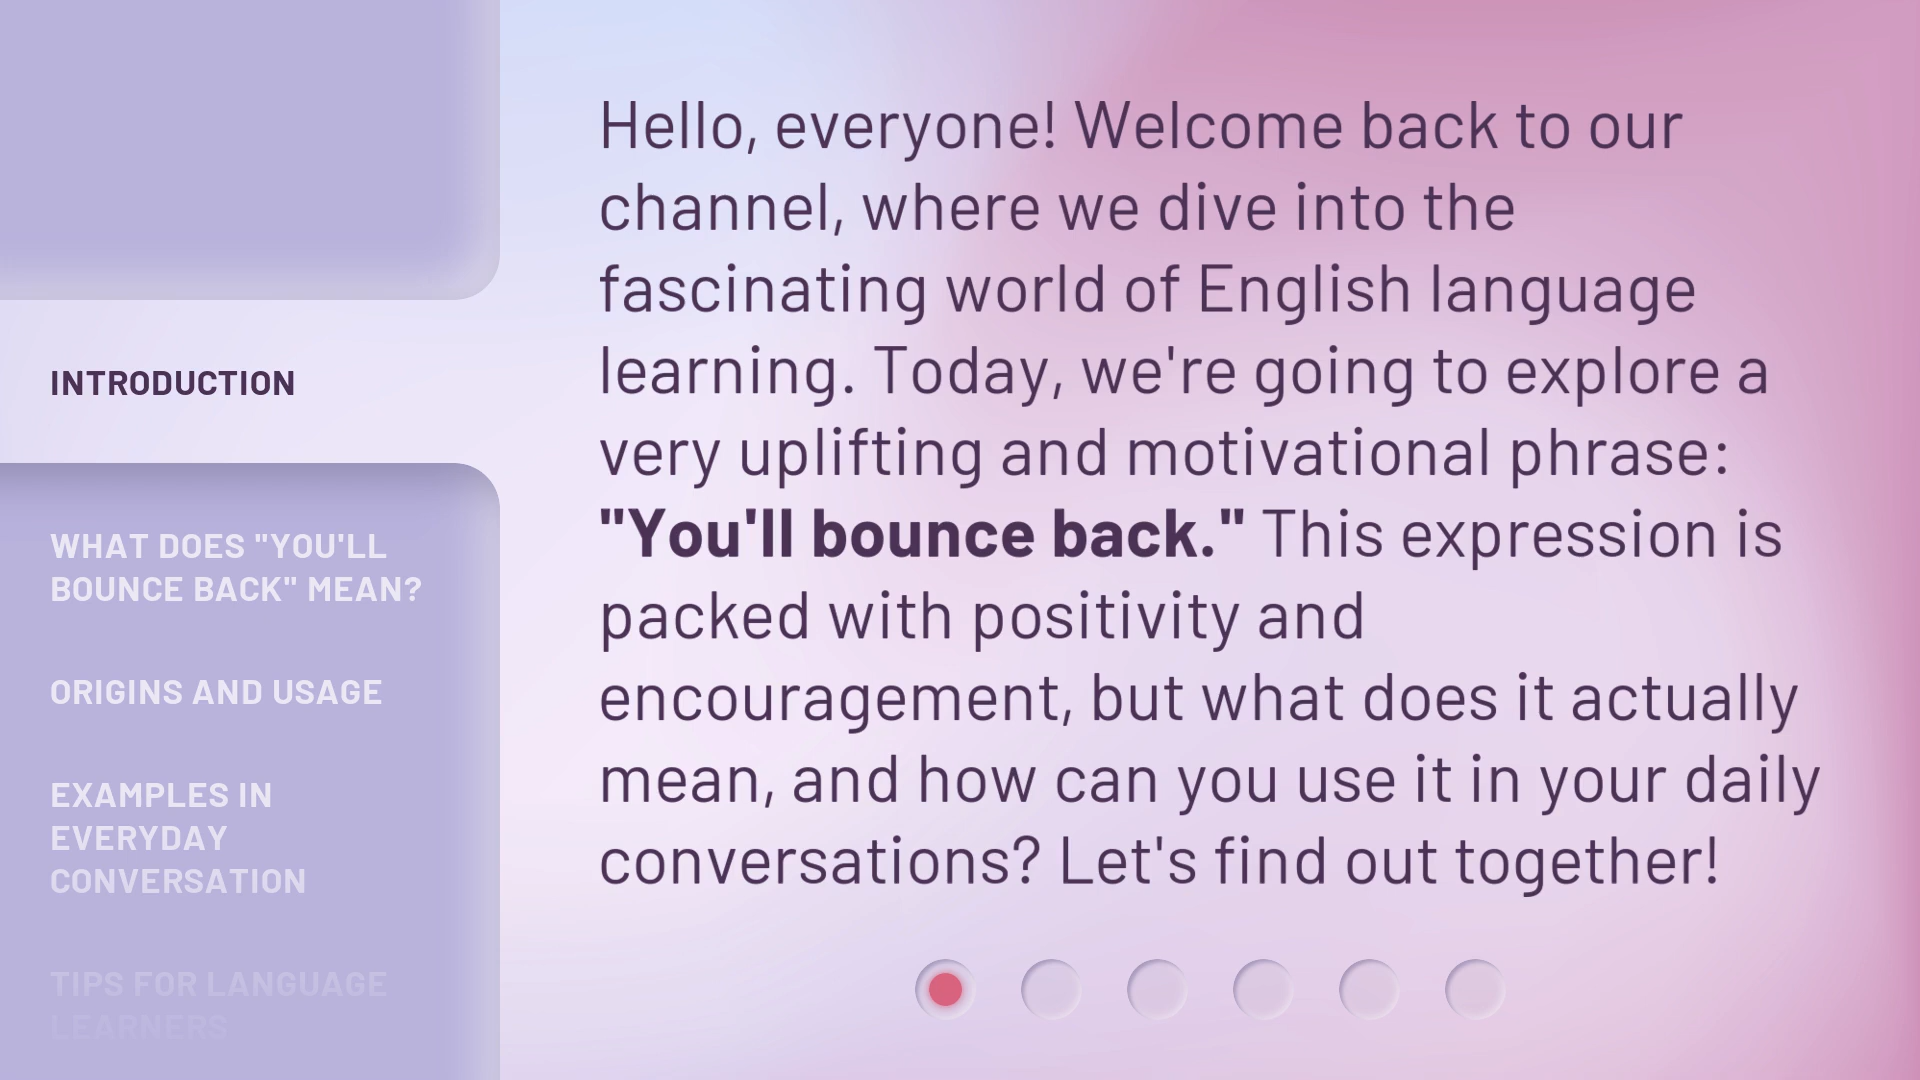 INTRODUCTION
WHAT DOES "YOU'LL
BOUNCE BACK" MEAN?
ORIGINS AND USAGE
EXAMPLES IN
EVERYDAY
CONVERSATION
TIPS FOR LANGUAGE
LEARNERS
Hello, everyone! Welcome back to our
channel, where we dive into the
fascinating world of English language
learning. Today, we're going to explore a
very uplifting and motivational phrase:
"You'll bounce back." This expression is
packed with positivity and
encouragement, but what does it actually
mean, and how can you use it in your daily
conversations? Let's find out together!